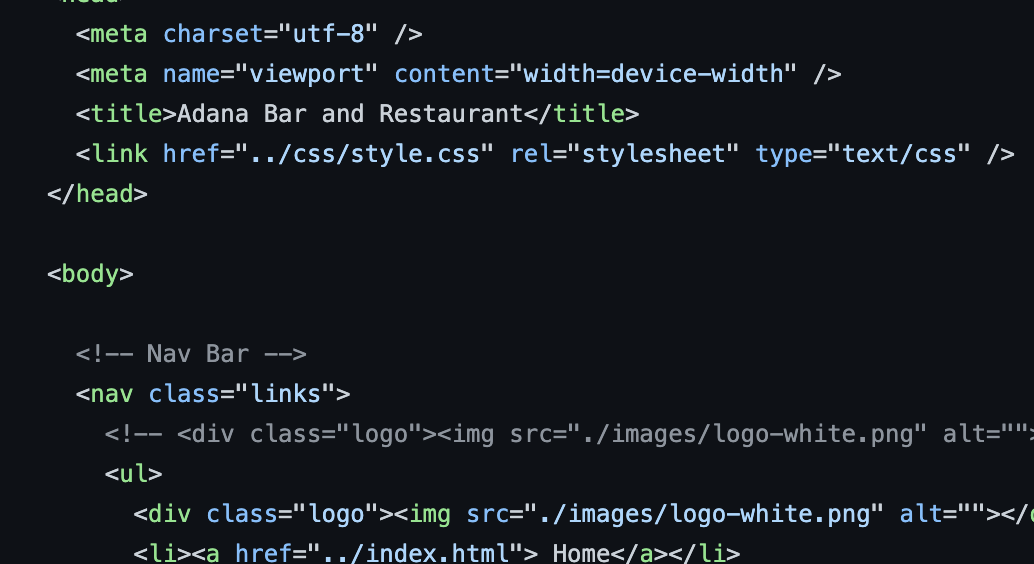 <head>
<meta charset="utf-8" />
<meta name="viewport" content="width=device-width" />
<title>Adana Bar and Restaurant</title>
<link href="../css/style.css" rel="stylesheet" type="text/css" />
</head>
<body>
<!-- Nav Bar -->
<nav class="links">
<!-- <div class="logo"><img src="./images/logo-white.png" alt="">
<ul>
<div class="logo"><img src="./images/logo-white.png" alt=""></
<li><a href="../index.html"> Home</a></li>